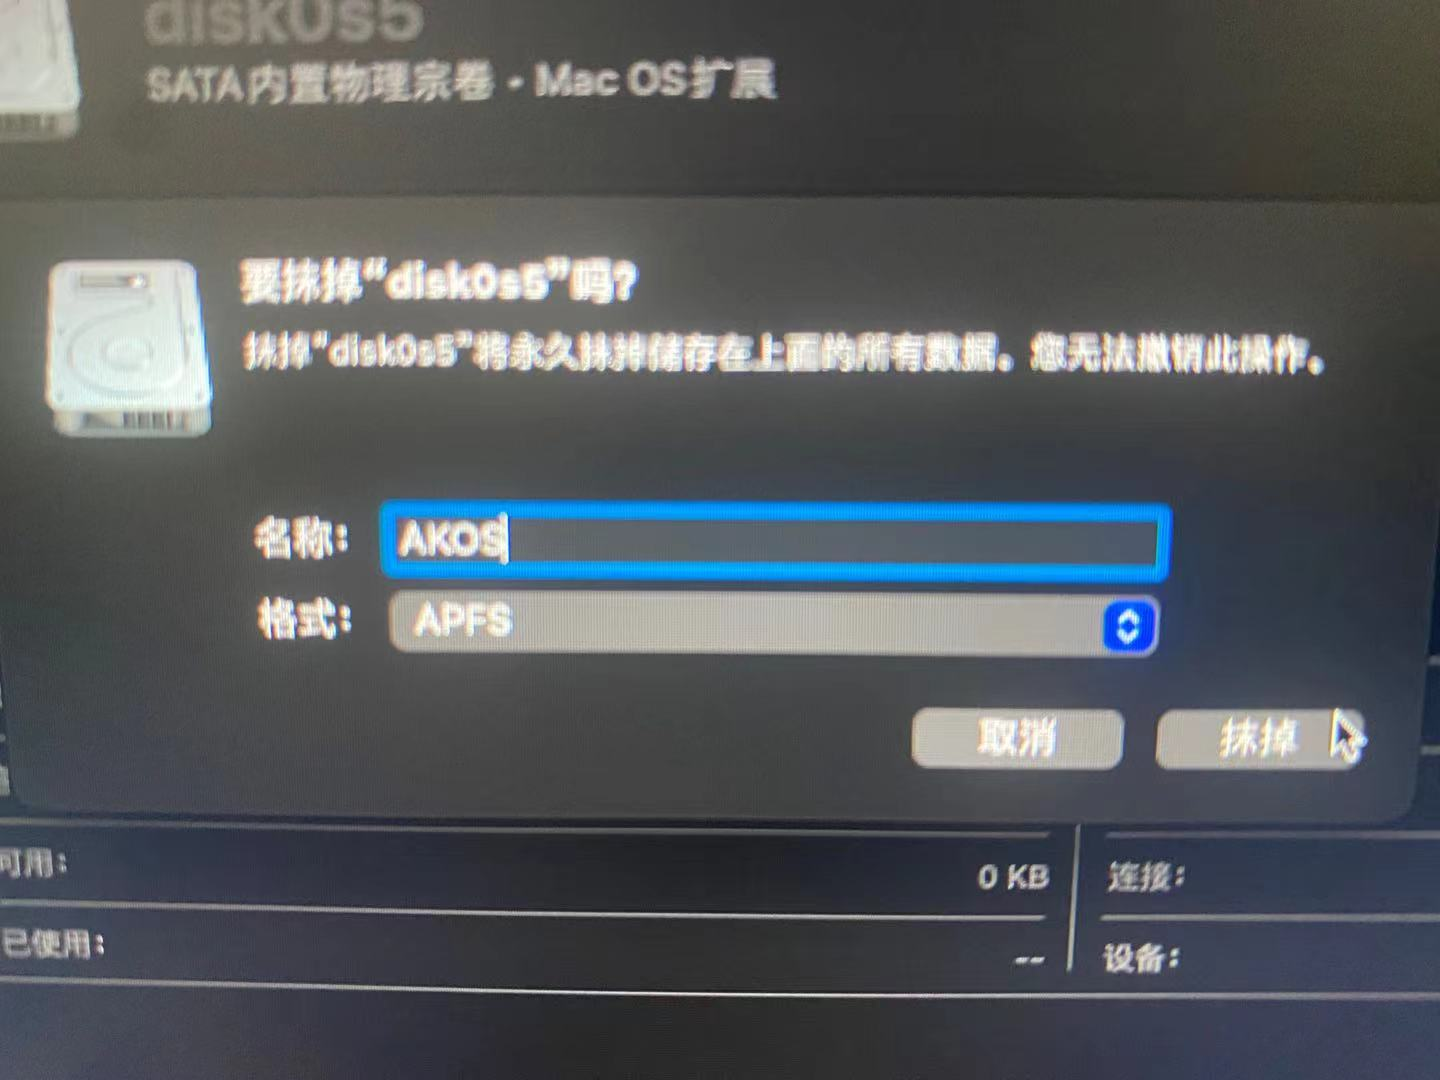 disk0s5
SATA内置物理宗卷 · Mac OS扩展
要抹掉“disk0s5”吗?
抹掉“disk0s5”将永久抹掉储存在上面的所有数据。您无法撤销此操作。
名称:
AKOS
格式:
APFS
取消
抹掉
可用:
0 KB
连接:
已使用:
--
设备: